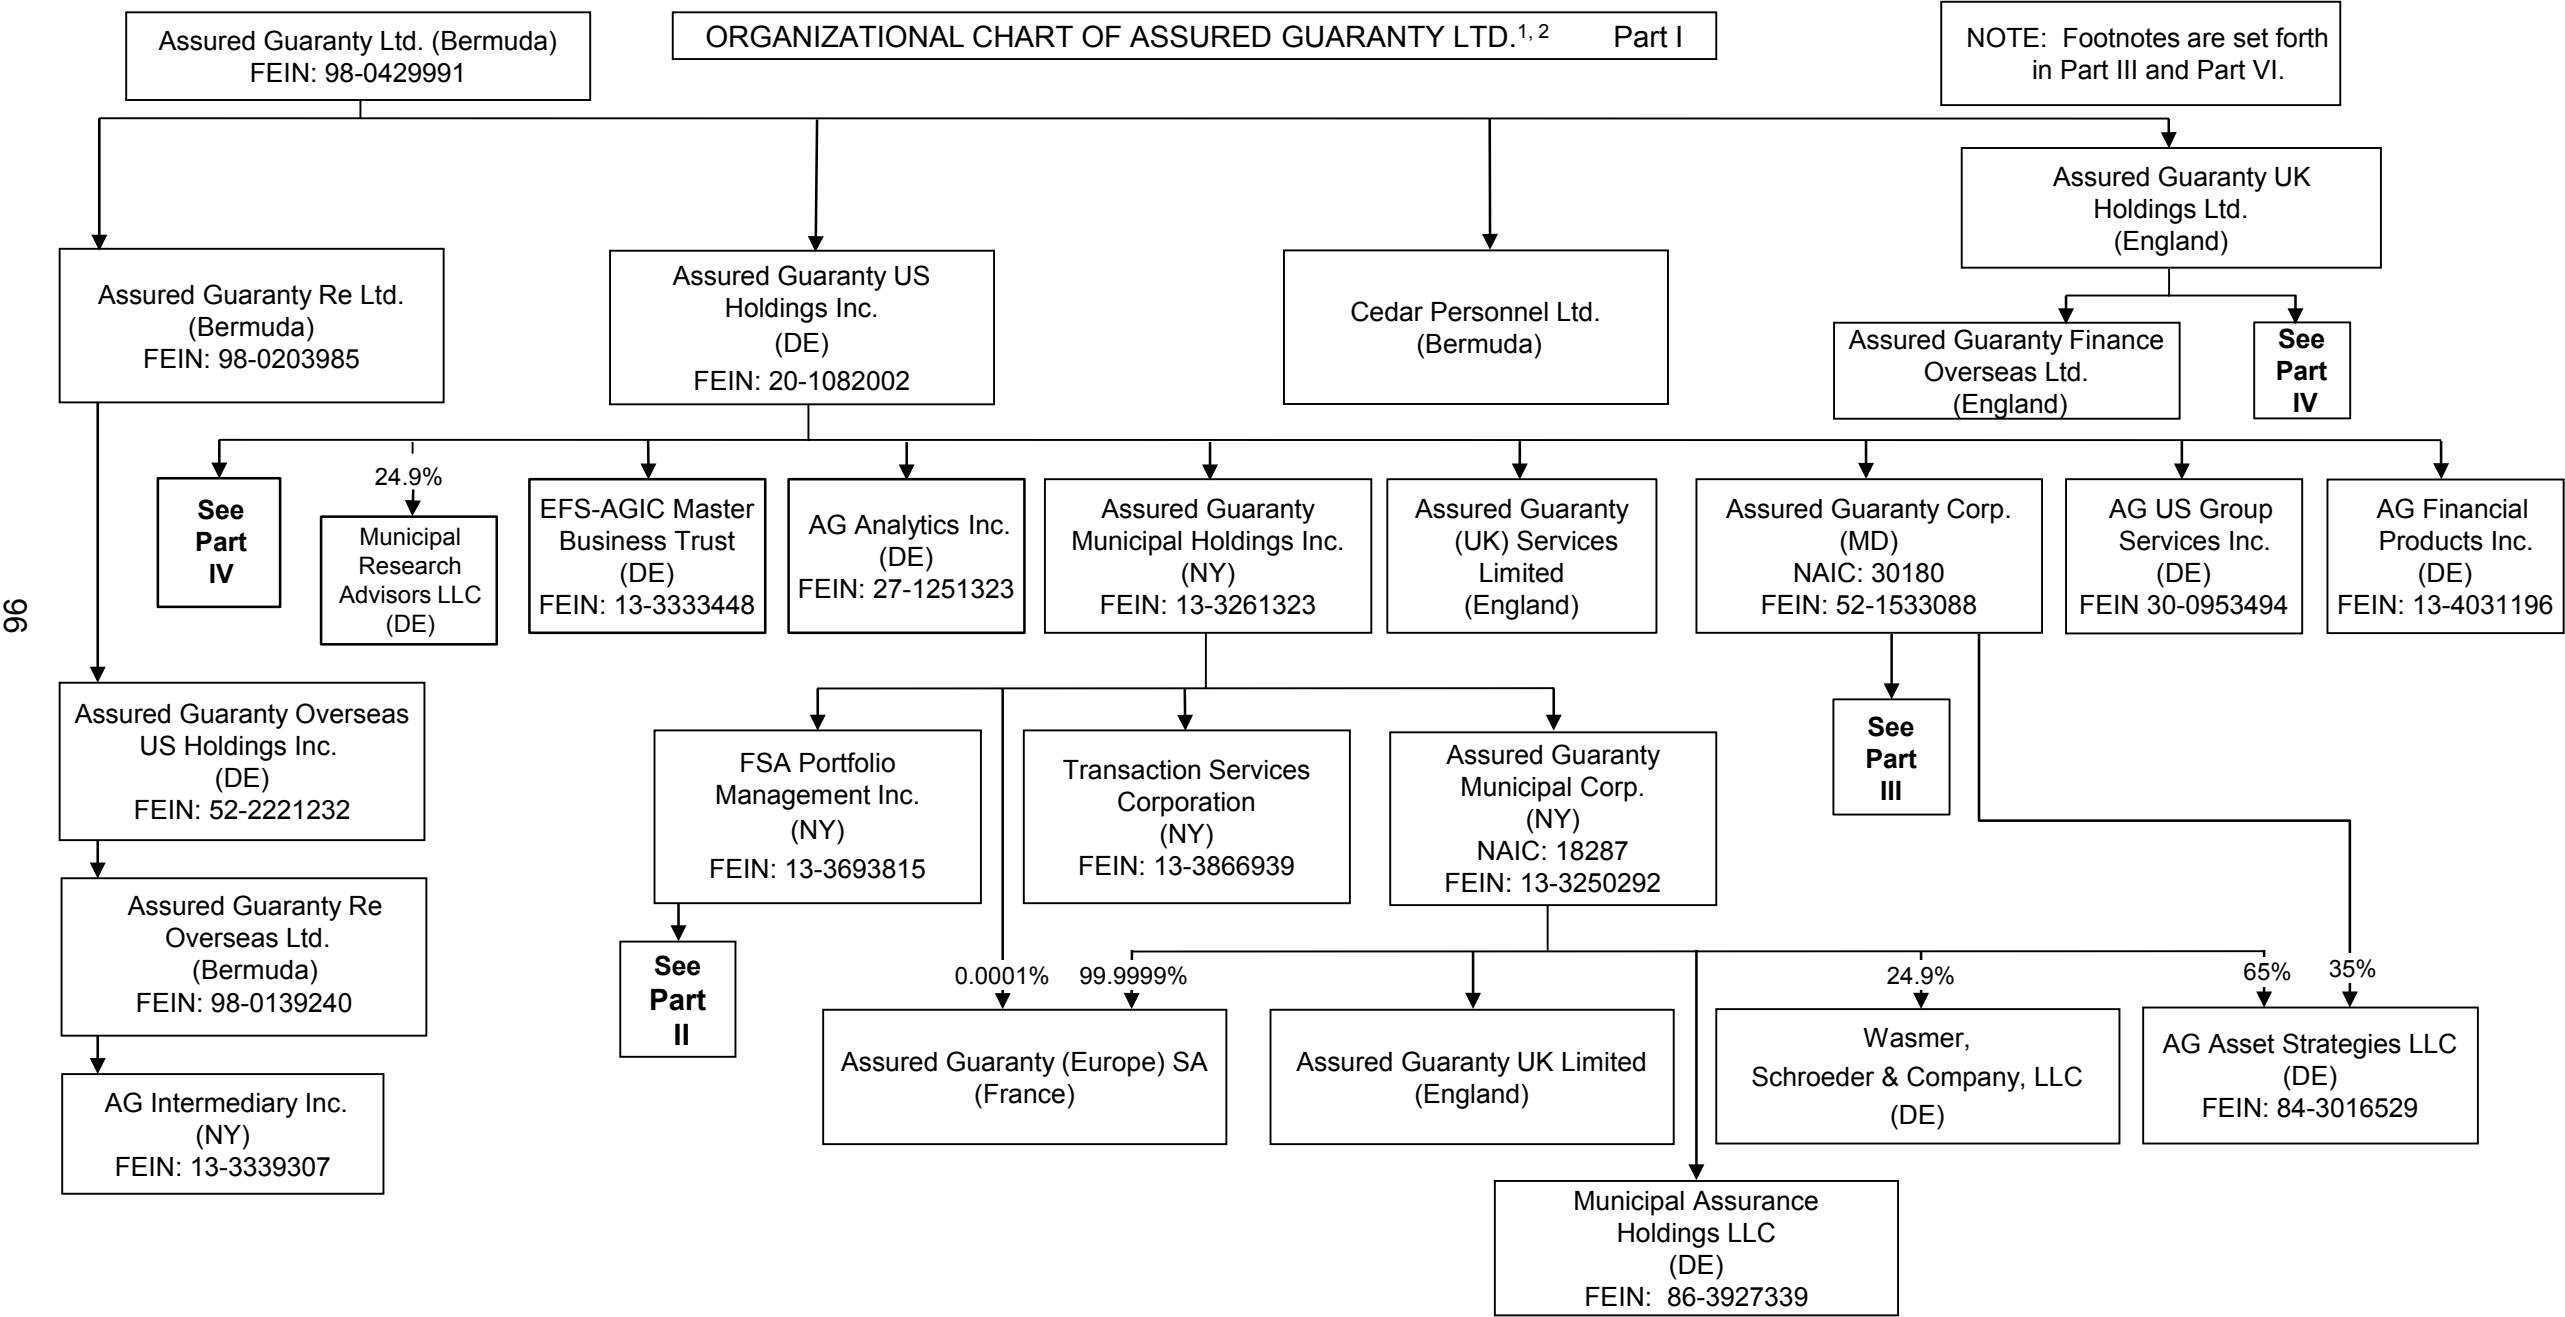 Assured Guaranty Ltd. (Bermuda)
FEIN: 98-0429991
ORGANIZATIONAL CHART OF ASSURED GUARANTY LTD.1, 2 Part I
NOTE: Footnotes are set forth
in Part III and Part VI.
Assured Guaranty Re Ltd.
(Bermuda)
FEIN: 98-0203985
Assured Guaranty US
Holdings Inc.
(DE)
FEIN: 20-1082002
Cedar Personnel Ltd.
(Bermuda)
Assured Guaranty UK
Holdings Ltd.
(England)
Assured Guaranty Finance
Overseas Ltd.
(England)
See
Part
IV
See
Part
IV
24.9%
Municipal
Research
Advisors LLC
(DE)
EFS-AGIC Master
Business Trust
(DE)
FEIN: 13-3333448
AG Analytics Inc.
(DE)
FEIN: 27-1251323
Assured Guaranty
Municipal Holdings Inc.
(NY)
FEIN: 13-3261323
Assured Guaranty
(UK) Services
Limited
(England)
Assured Guaranty Corp.
(MD)
NAIC: 30180
FEIN: 52-1533088
AG US Group
Services Inc.
(DE)
FEIN 30-0953494
AG Financial
Products Inc.
(DE)
FEIN: 13-4031196
96
Assured Guaranty Overseas
US Holdings Inc.
(DE)
FEIN: 52-2221232
FSA Portfolio
Management Inc.
(NY)
FEIN: 13-3693815
Transaction Services
Corporation
(NY)
FEIN: 13-3866939
Assured Guaranty
Municipal Corp.
(NY)
NAIC: 18287
FEIN: 13-3250292
See
Part
III
Assured Guaranty Re
Overseas Ltd.
(Bermuda)
FEIN: 98-0139240
See
Part
II
0.0001%
99.9999%
24.9%
65%
35%
Assured Guaranty (Europe) SA
(France)
Assured Guaranty UK Limited
(England)
Wasmer,
Schroeder & Company, LLC
(DE)
AG Asset Strategies LLC
(DE)
FEIN: 84-3016529
AG Intermediary Inc.
(NY)
FEIN: 13-3339307
Municipal Assurance
Holdings LLC
(DE)
FEIN: 86-3927339